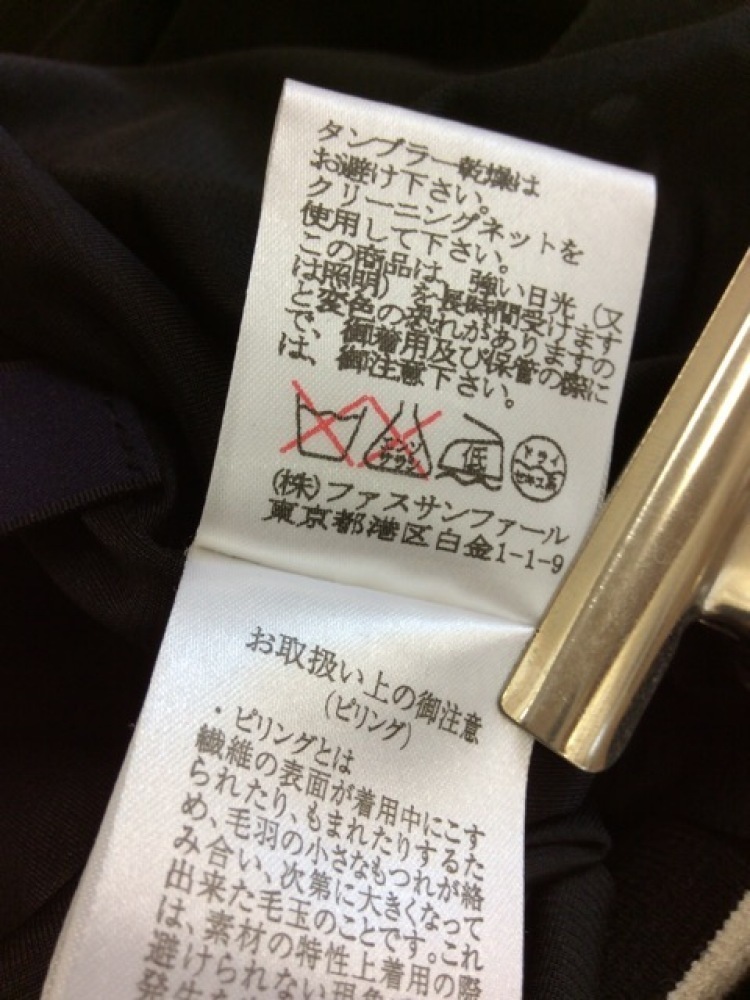 タンブラー乾燥は
お避け下さい。
クリーニングネットを
使用して下さい。
この商品は、強い日光（又
は照明）を長時間受けます
と変色の恐れがありますの
で、御着用及び保管の際に
は、御注意下さい。
エンソ
サラシ
低
ドライ
セキユ系
(株)ファスサンファール
東京都港区白金1-1-9
お取扱い上の御注意
(ピリング)
・ピリングとは
繊維の表面が着用中にこす
られたり、もまれたりするた
め、毛羽の小さなもつれが絡
み合い、次第に大きくなって
出来た毛玉のことです。これ
は、素材の特性上着用の際
避けられない現象